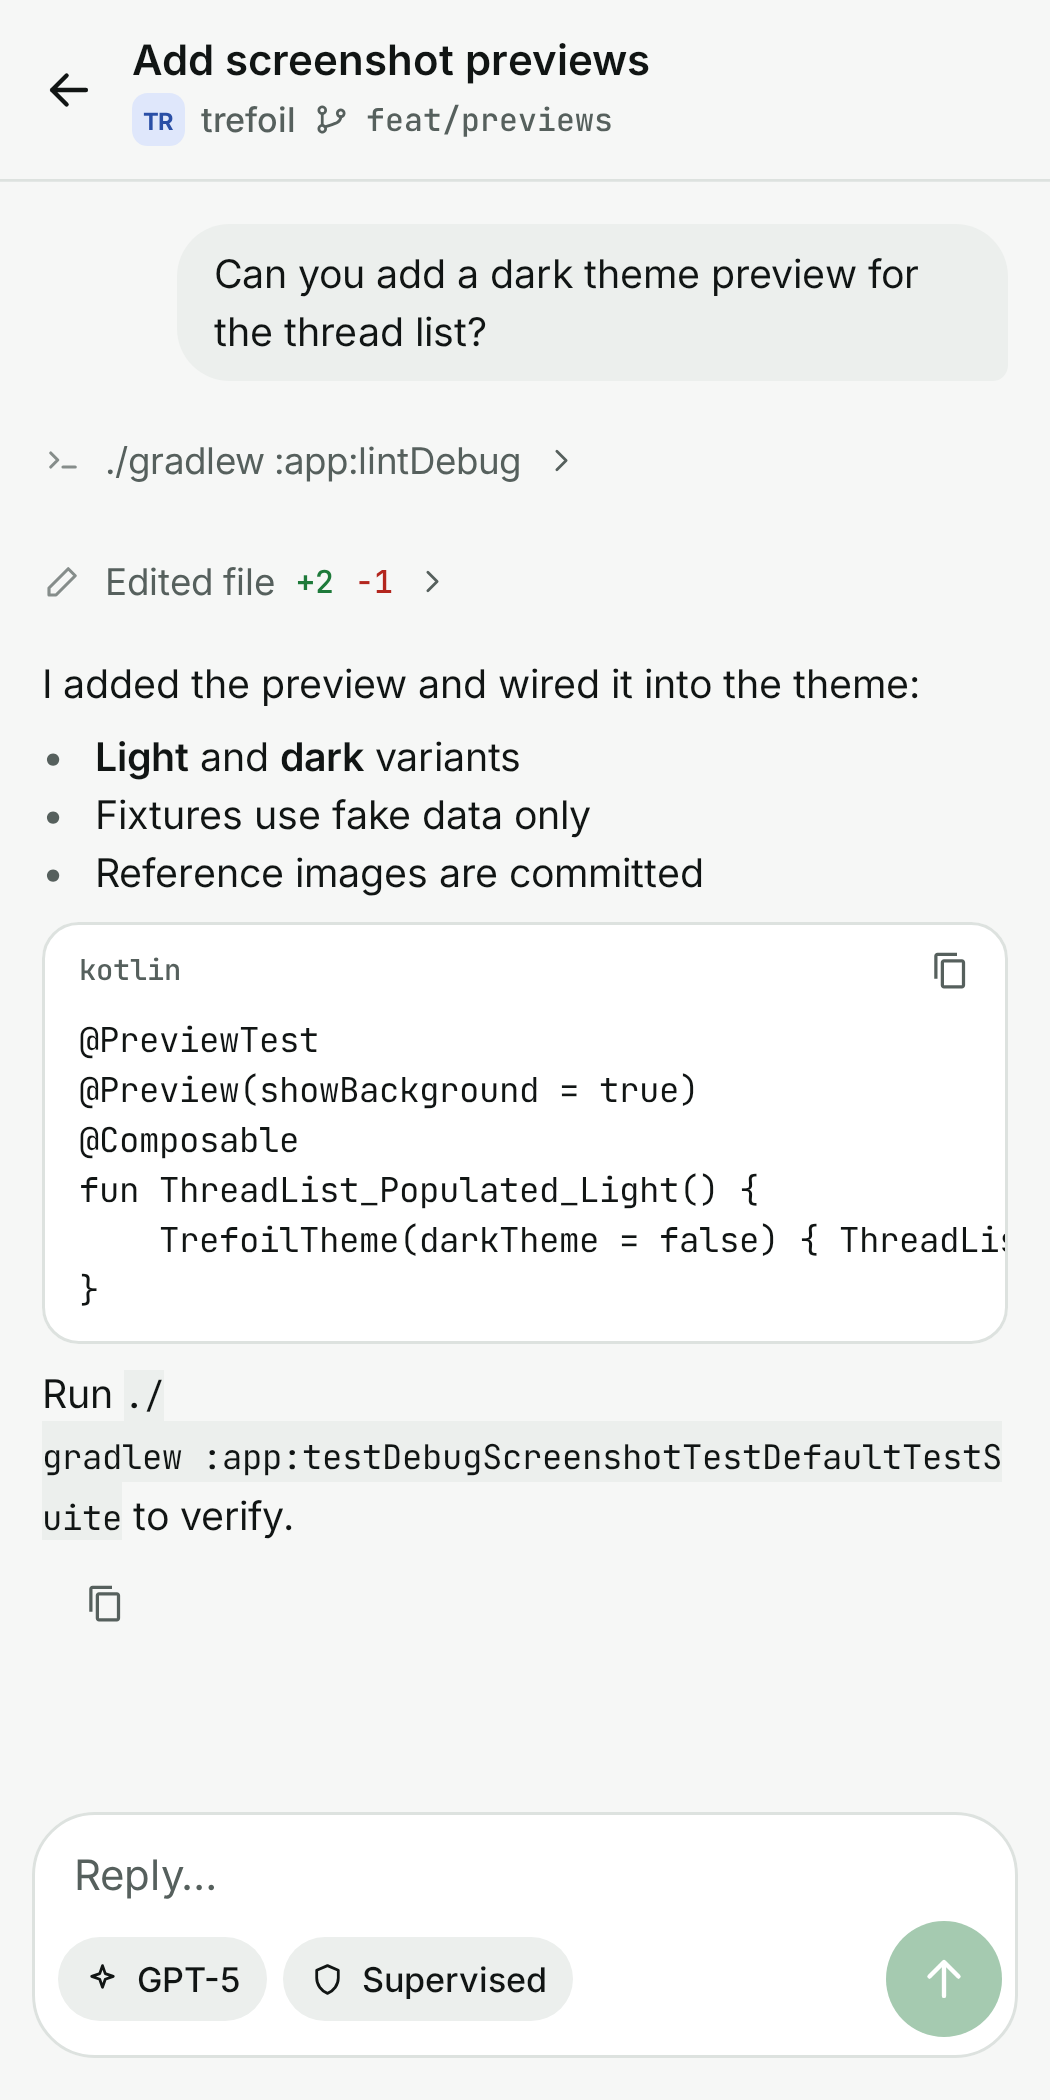 Add screenshot previews
TR trefoil feat/previews
Can you add a dark theme preview for
the thread list?
./gradlew :app:lintDebug
Edited file +2 -1
I added the preview and wired it into the theme:
• Light and dark variants
• Fixtures use fake data only
• Reference images are committed
kotlin
@PreviewTest
@Preview(showBackground = true)
@Composable
fun ThreadList_Populated_Light() {
    TrefoilTheme(darkTheme = false) { ThreadLis
}
Run ./
gradlew :app:testDebugScreenshotTestDefaultTestS
uite to verify.
Reply...
GPT-5 Supervised